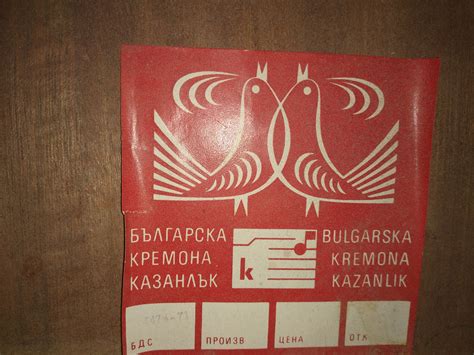 БЪЛГАРСКА
КРЕМОНА
КАЗАНЛЪК
k
BULGARSKA
KREMONA
KAZANLIK
БДС
ПРОИЗВ
ЦЕНА
ОТК